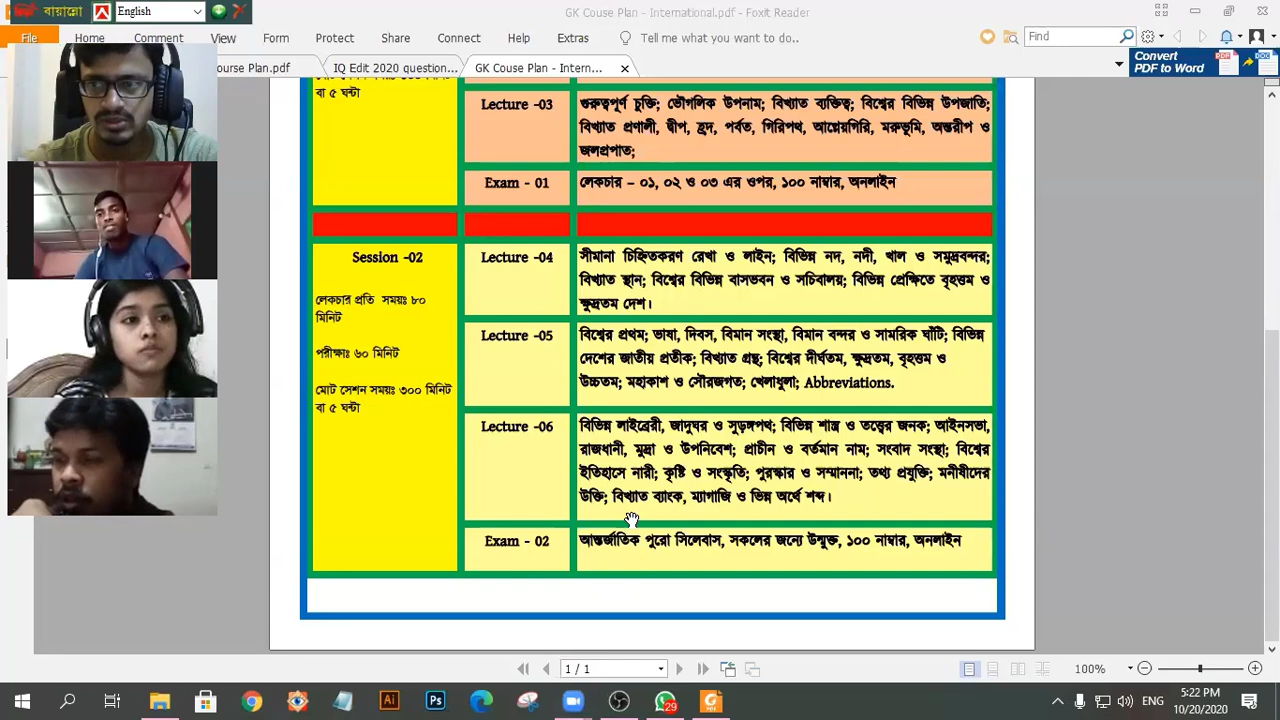 বায়ান্নো English
GK Couse Plan - International.pdf - Foxit Reader
File Home Comment View Form Protect Share Connect Help Extras Tell me what you want to do... Find
ourse Plan.pdf IQ Edit 2020 question... GK Couse Plan - Intern...
Convert
PDF to Word
বা ৫ ঘন্টা
Lecture -03
গুরুত্বপূর্ণ চুক্তি; ভৌগলিক উপনাম; বিখ্যাত ব্যক্তিত্ব; বিশ্বের বিভিন্ন উপজাতি;
বিখ্যাত প্রণালী, দ্বীপ, হ্রদ, পর্বত, গিরিপথ, আগ্নেয়গিরি, মরুভূমি, অন্তরীপ ও
জলপ্রপাত;
Exam - 01
লেকচার – ০১, ০২ ও ০৩ এর ওপর, ১০০ নাম্বার, অনলাইন
Session -02
লেকচার প্রতি সময়ঃ ৮০
মিনিট
পরীক্ষাঃ ৬০ মিনিট
মোট সেশন সময়ঃ ৩০০ মিনিট
বা ৫ ঘন্টা
Lecture -04
সীমানা চিহ্নিতকরণ রেখা ও লাইন; বিভিন্ন নদ, নদী, খাল ও সমুদ্রবন্দর;
বিখ্যাত স্থান; বিশ্বের বিভিন্ন বাসভবন ও সচিবালয়; বিভিন্ন প্রেক্ষিতে বৃহত্তম ও
ক্ষুদ্রতম দেশ।
Lecture -05
বিশ্বের প্রথম; ভাষা, দিবস, বিমান সংস্থা, বিমান বন্দর ও সামরিক ঘাঁটি; বিভিন্ন
দেশের জাতীয় প্রতীক; বিখ্যাত গ্রন্থ; বিশ্বের দীর্ঘতম, ক্ষুদ্রতম, বৃহত্তম ও
উচ্চতম; মহাকাশ ও সৌরজগত; খেলাধুলা; Abbreviations.
Lecture -06
বিভিন্ন লাইব্রেরী, জাদুঘর ও সুড়ঙ্গপথ; বিভিন্ন শাস্ত্র ও তত্ত্বের জনক; আইনসভা,
রাজধানী, মুদ্রা ও উপনিবেশ; প্রাচীন ও বর্তমান নাম; সংবাদ সংস্থা; বিশ্বের
ইতিহাসে নারী; কৃষ্টি ও সংস্কৃতি; পুরস্কার ও সম্মাননা; তথ্য প্রযুক্তি; মনীষীদের
উক্তি; বিখ্যাত ব্যাংক, ম্যাগাজি ও ভিন্ন অর্থে শব্দ।
Exam - 02
আন্তর্জাতিক পুরো সিলেবাস, সকলের জন্যে উন্মুক্ত, ১০০ নাম্বার, অনলাইন
1 / 1 100%
29 ENG 5:22 PM
10/20/2020